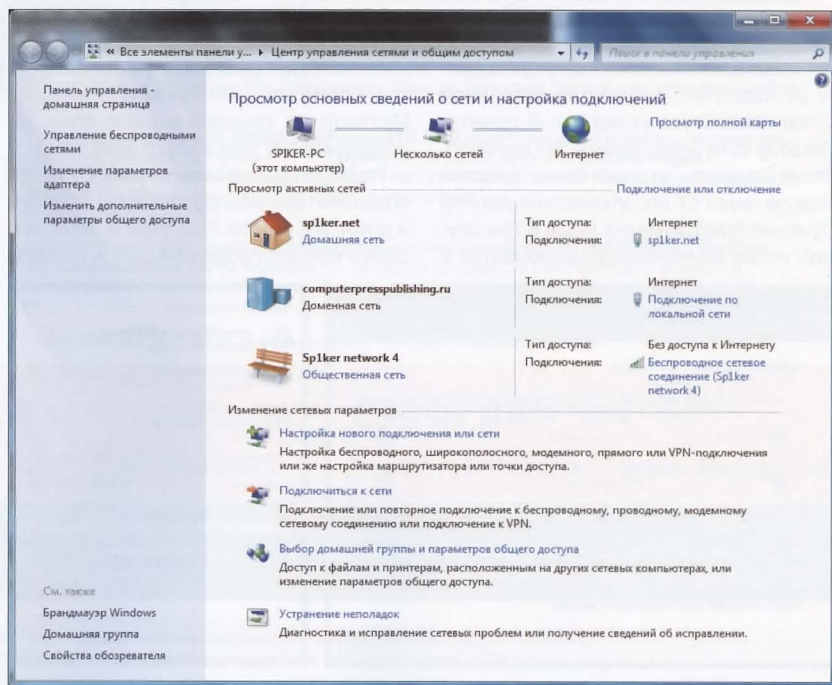 « Все элементы панели у... ▸ Центр управления сетями и общим доступом
Поиск в панели управления
Панель управления -
домашняя страница
Управление беспроводными
сетями
Изменение параметров
адаптера
Изменить дополнительные
параметры общего доступа
См. также
Брандмауэр Windows
Домашняя группа
Свойства обозревателя
Просмотр основных сведений о сети и настройка подключений
SPIKER-PC
(этот компьютер)
Несколько сетей
Интернет
Просмотр полной карты
Просмотр активных сетей
Подключение или отключение
sp1ker.net
Домашняя сеть
Тип доступа: Интернет
Подключения: sp1ker.net
computerpresspublishing.ru
Доменная сеть
Тип доступа: Интернет
Подключения: Подключение по
локальной сети
Sp1ker network 4
Общественная сеть
Тип доступа: Без доступа к Интернету
Подключения: Беспроводное сетевое
соединение (Sp1ker
network 4)
Изменение сетевых параметров
Настройка нового подключения или сети
Настройка беспроводного, широкополосного, модемного, прямого или VPN-подключения
или же настройка маршрутизатора или точки доступа.
Подключиться к сети
Подключение или повторное подключение к беспроводному, проводному, модемному
сетевому соединению или подключение к VPN.
Выбор домашней группы и параметров общего доступа
Доступ к файлам и принтерам, расположенным на других сетевых компьютерах, или
изменение параметров общего доступа.
Устранение неполадок
Диагностика и исправление сетевых проблем или получение сведений об исправлении.